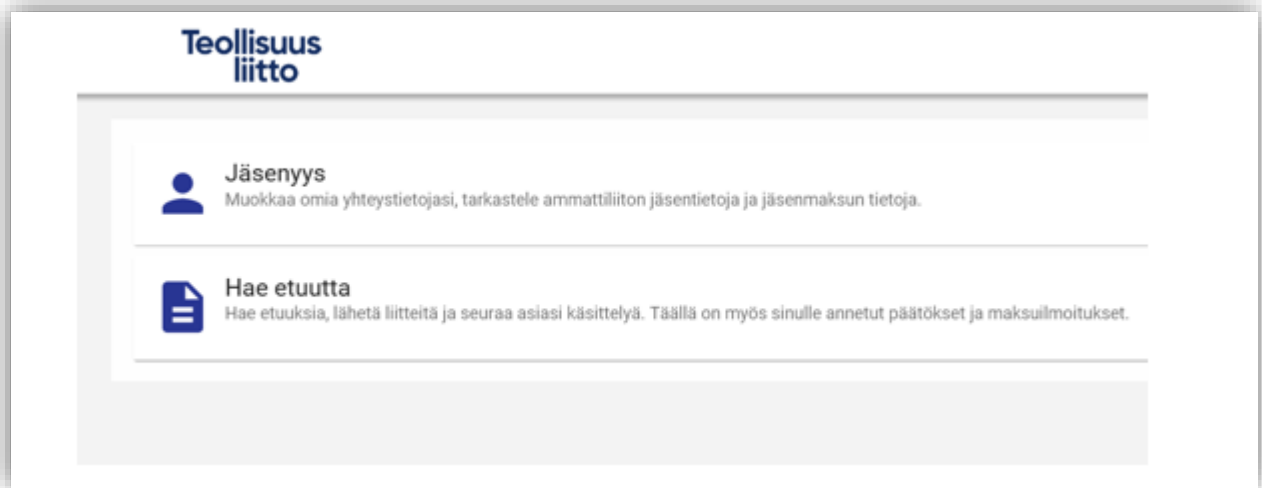 Teollisuus
liitto
Jäsenyys
Muokkaa omia yhteystietojasi, tarkastele ammattiliiton jäsentietoja ja jäsenmaksun tietoja.
Hae etuutta
Hae etuuksia, lähetä liitteitä ja seuraa asiasi käsittelyä. Täällä on myös sinulle annetut päätökset ja maksuilmoitukset.